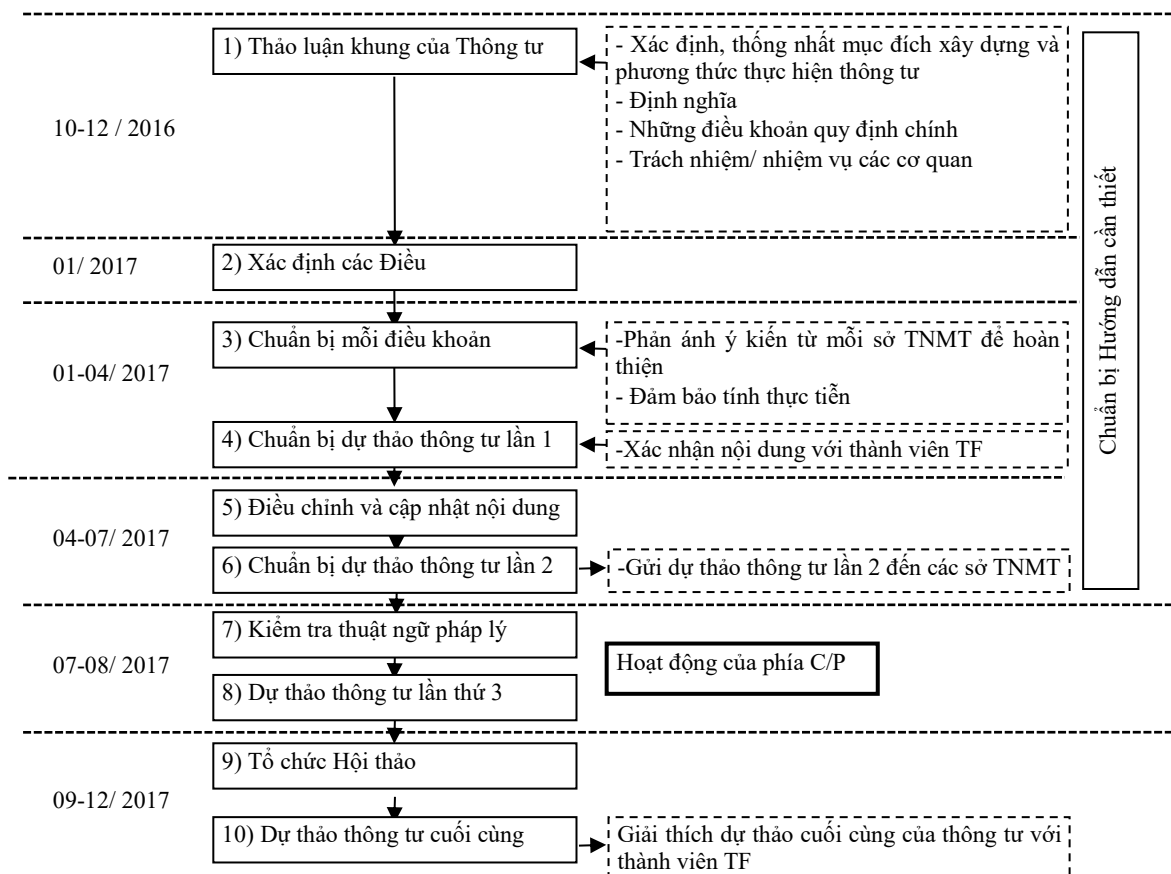 1) Thảo luận khung của Thông tư
- Xác định, thống nhất mục đích xây dựng và
phương thức thực hiện thông tư
- Định nghĩa
- Những điều khoản quy định chính
- Trách nhiệm/ nhiệm vụ các cơ quan
10-12 / 2016
Chuẩn bị Hướng dẫn cần thiết
01/ 2017
2) Xác định các Điều
01-04/ 2017
3) Chuẩn bị mỗi điều khoản
-Phản ánh ý kiến từ mỗi sở TNMT để hoàn
thiện
- Đảm bảo tính thực tiễn
4) Chuẩn bị dự thảo thông tư lần 1
-Xác nhận nội dung với thành viên TF
04-07/ 2017
5) Điều chỉnh và cập nhật nội dung
6) Chuẩn bị dự thảo thông tư lần 2
-Gửi dự thảo thông tư lần 2 đến các sở TNMT
07-08/ 2017
7) Kiểm tra thuật ngữ pháp lý
Hoạt động của phía C/P
8) Dự thảo thông tư lần thứ 3
09-12/ 2017
9) Tổ chức Hội thảo
10) Dự thảo thông tư cuối cùng
Giải thích dự thảo cuối cùng của thông tư với
thành viên TF